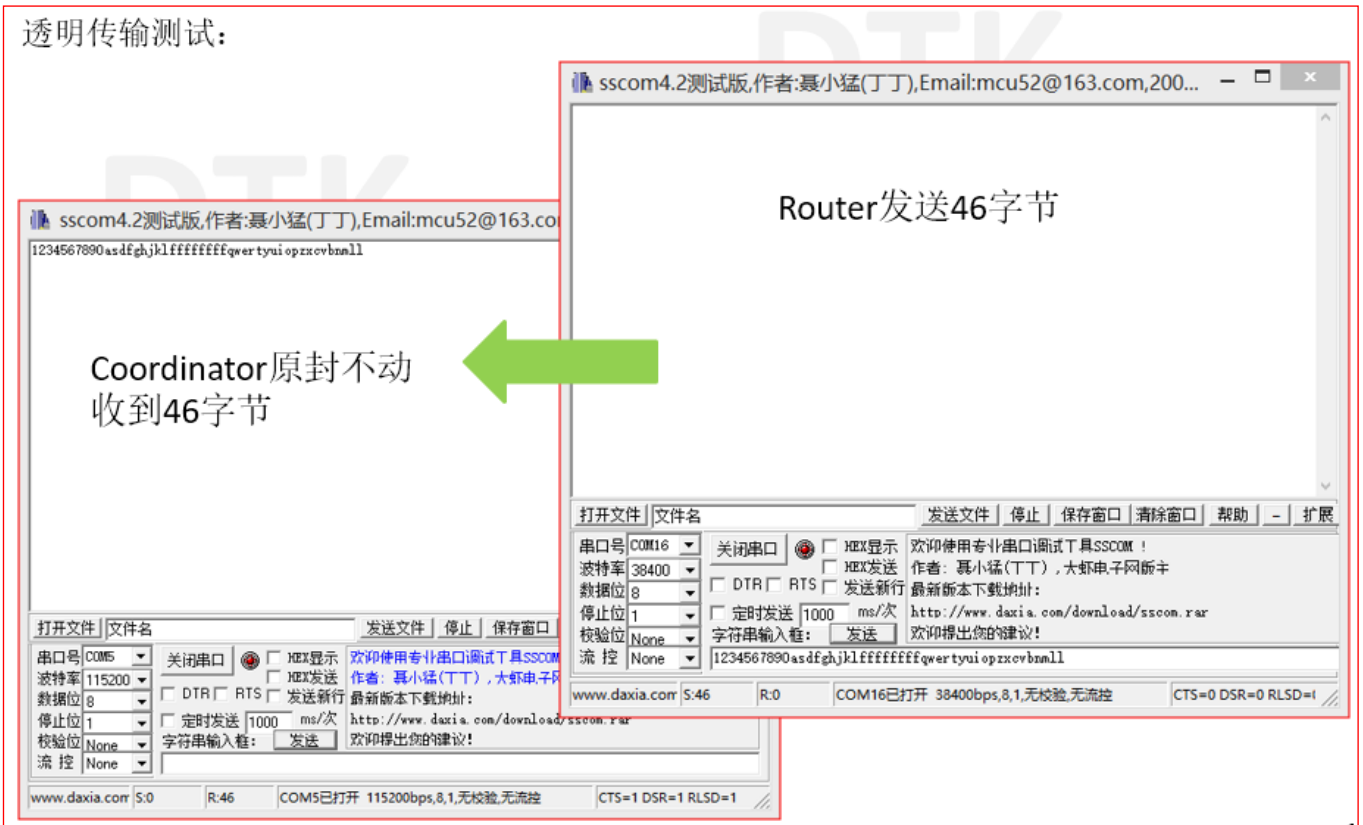 透明传输测试：
DTK
DTK
sscom4.2测试版,作者:聂小猛(丁丁),Email:mcu52@163.com,200...
Router发送46字节
打开文件 文件名 发送文件 停止 保存窗口 清除窗口 帮助 - 扩展
串口号 COM16 关闭串口 HEX显示 欢迎使用专业串口调试工具SSCOM !
波特率 38400 HEX发送 作者: 聂小猛(丁丁),大虾电子网版主
数据位 8 DTR RTS 发送新行 最新版本下载地址:
停止位 1 定时发送 1000 ms/次 http://www.daxia.com/download/sscom.rar
校验位 None 字符串输入框: 发送 欢迎提出您的建议!
流 控 None 1234567890asdfghjklffffffffqwertyuiopzxcvbnmll
www.daxia.com S:46 R:0 COM16已打开 38400bps,8,1,无校验,无流控 CTS=0 DSR=0 RLSD=
sscom4.2测试版,作者:聂小猛(丁丁),Email:mcu52@163.co
1234567890asdfghjklffffffffqwertyuiopzxcvbnmll
Coordinator原封不动
收到46字节
打开文件 文件名 发送文件 停止 保存窗口
串口号 COM5 关闭串口 HEX显示 欢迎使用专业串口调试工具SSCOM
波特率 115200 HEX发送 作者: 聂小猛(丁丁),大虾电子网
数据位 8 DTR RTS 发送新行 最新版本下载地址:
停止位 1 定时发送 1000 ms/次 http://www.daxia.com/download/sscom.rar
校验位 None 字符串输入框: 发送 欢迎提出您的建议!
流 控 None
www.daxia.com S:0 R:46 COM5已打开 115200bps,8,1,无校验,无流控 CTS=1 DSR=1 RLSD=1